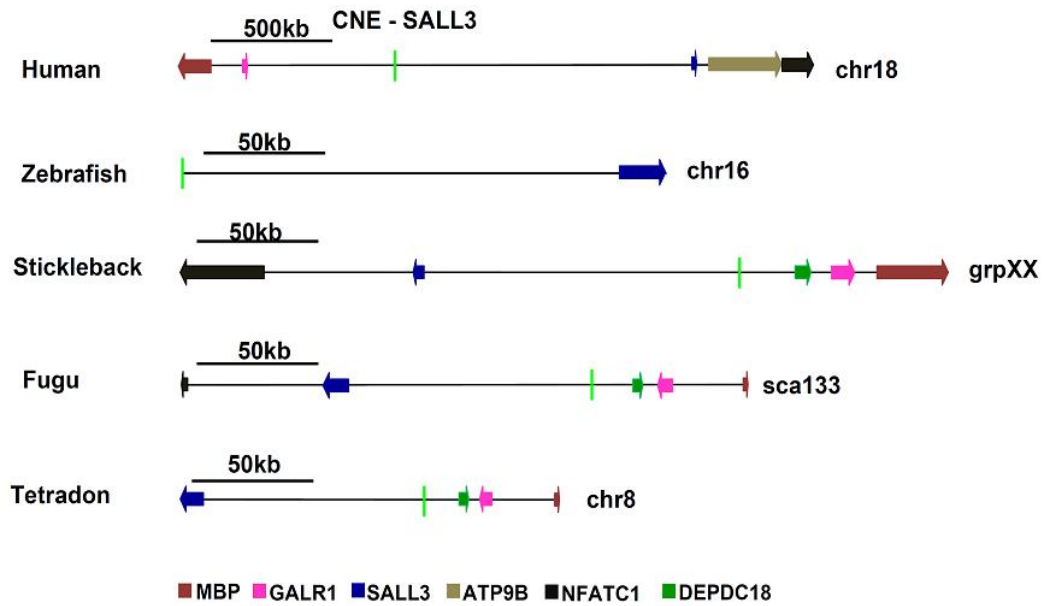 CNE - SALL3
500kb
Human
chr18
50kb
Zebrafish
chr16
50kb
Stickleback
grpXX
50kb
Fugu
sca133
50kb
Tetradon
chr8
MBP GALR1 SALL3 ATP9B NFATC1 DEPDC18